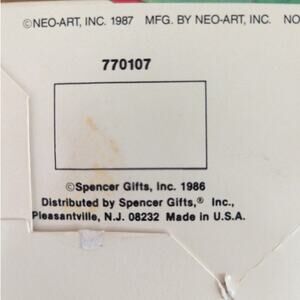 ©NEO-ART, INC. 1987 MFG. BY NEO-ART, INC. NO
770107
©Spencer Gifts, Inc. 1986
Distributed by Spencer Gifts,® Inc.,
Pleasantville, N.J. 08232 Made in U.S.A.